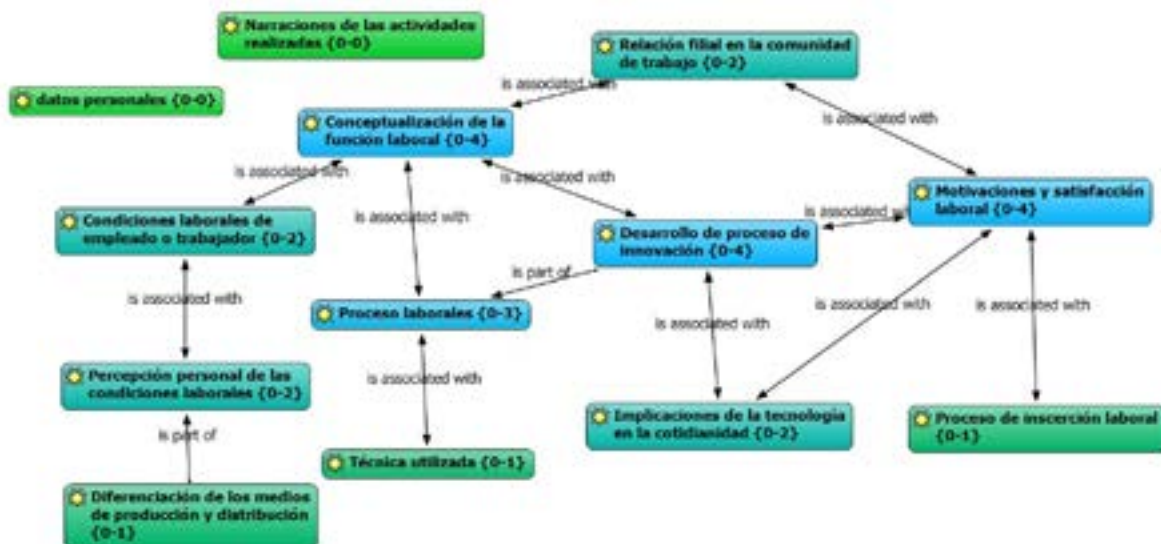 Narraciones de las actividades
realizadas {0-0}
Relación filial en la comunidad
de trabajo {0-2}
datos personales {0-0}
is associated with
Conceptualización de la
función laboral {0-4}
is associated with
is associated with
is associated with
Motivaciones y satisfacción
laboral {0-4}
Condiciones laborales de
empleado o trabajador {0-2}
is associated with
is associated with
Desarrollo de proceso de
innovación {0-4}
is part of
is associated with
Proceso laborales {0-3}
is associated with
is associated with
is associated with
Percepción personal de las
condiciones laborales {0-2}
is associated with
Implicaciones de la tecnología
en la cotidianidad {0-2}
Proceso de inscerción laboral
{0-1}
is part of
Técnica utilizada {0-1}
Diferenciación de los medios
de producción y distribución
{0-1}